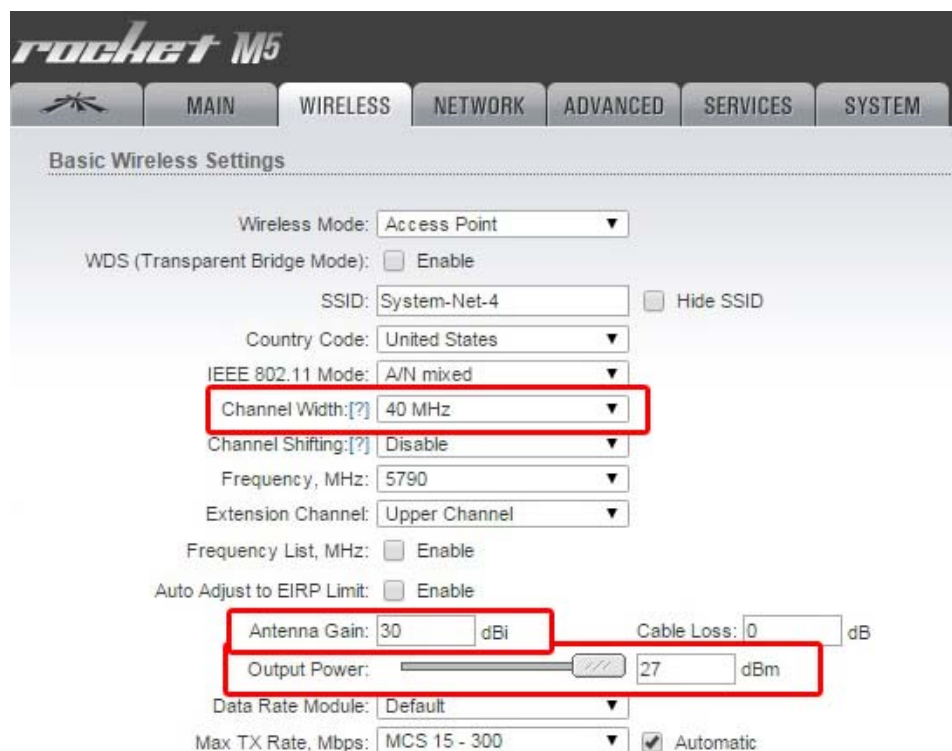 rocket M5
MAIN WIRELESS NETWORK ADVANCED SERVICES SYSTEM
Basic Wireless Settings
Wireless Mode: Access Point
WDS (Transparent Bridge Mode): Enable
SSID: System-Net-4 Hide SSID
Country Code: United States
IEEE 802.11 Mode: A/N mixed
Channel Width:[?] 40 MHz
Channel Shifting:[?] Disable
Frequency, MHz: 5790
Extension Channel: Upper Channel
Frequency List, MHz: Enable
Auto Adjust to EIRP Limit: Enable
Antenna Gain: 30 dBi Cable Loss: 0 dB
Output Power: 27 dBm
Data Rate Module: Default
Max TX Rate, Mbps: MCS 15 - 300 Automatic